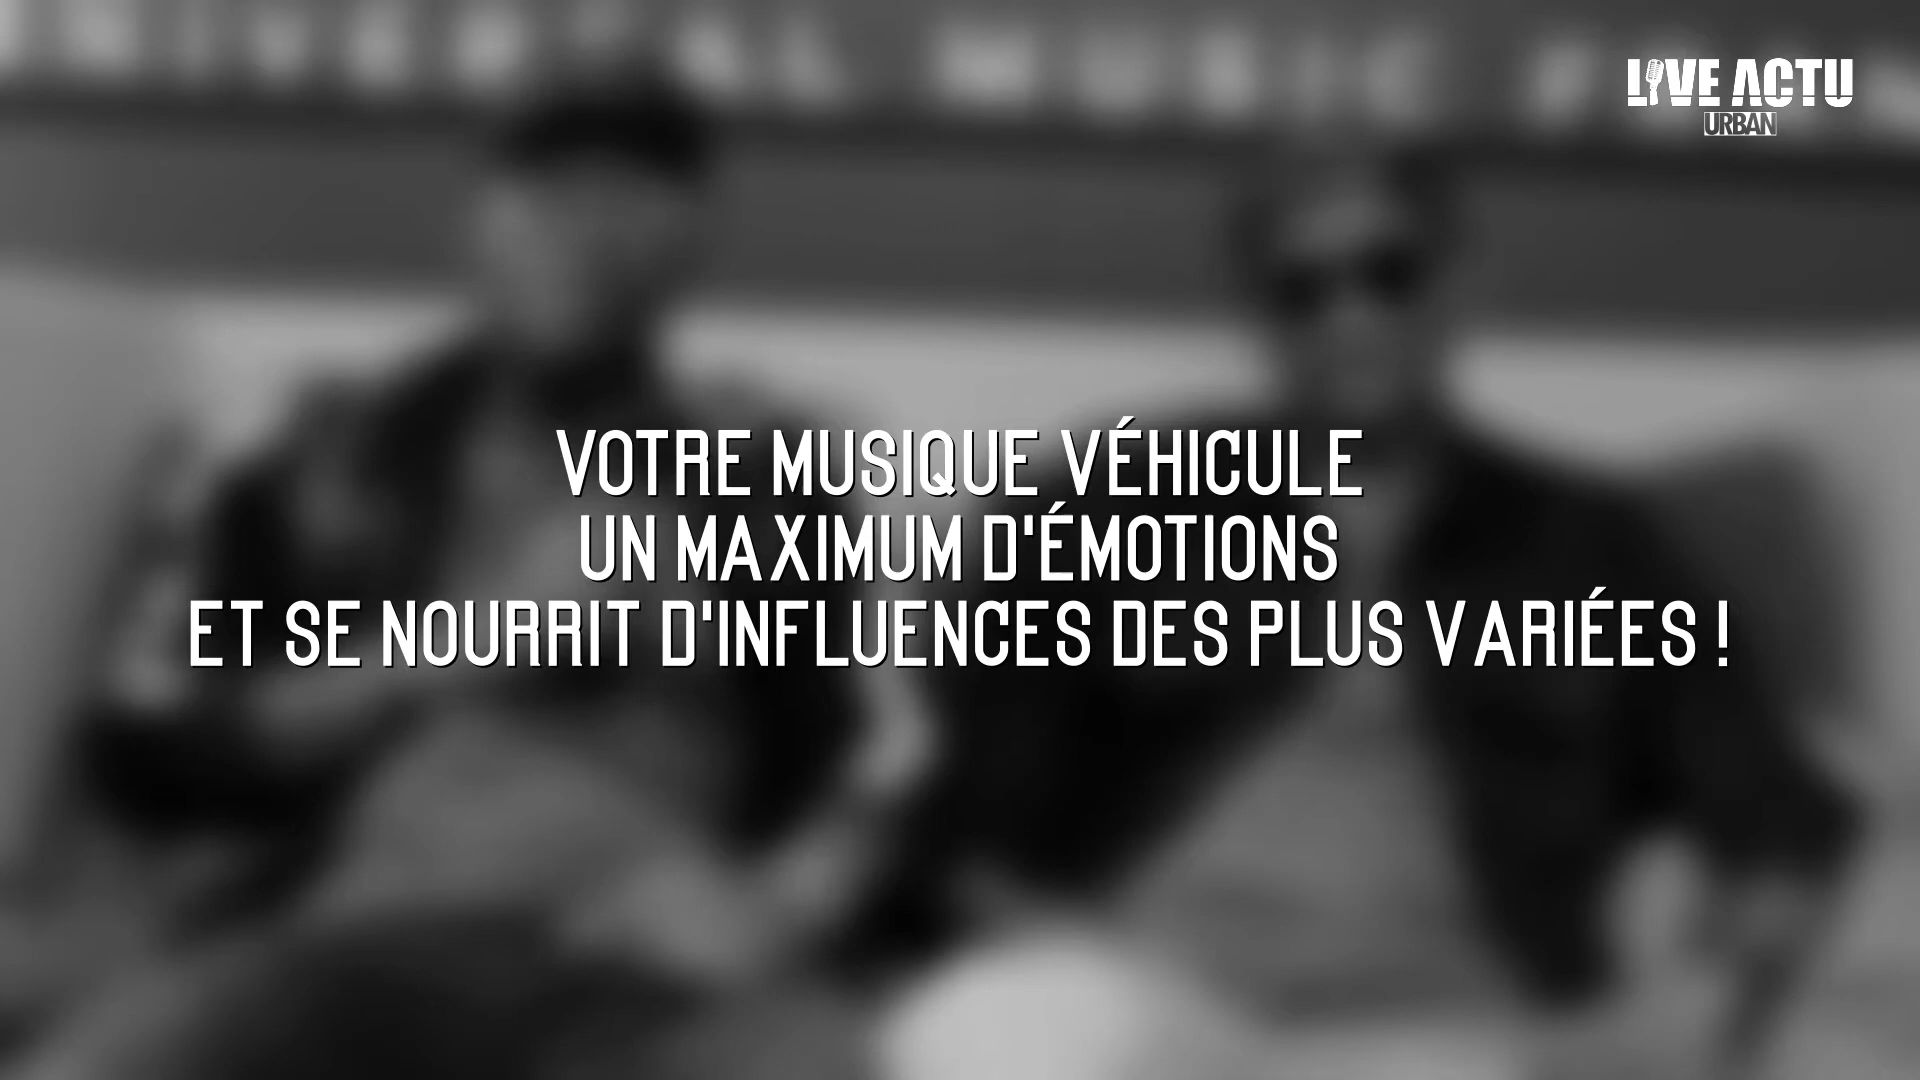 LIVE ACTU
URBAN
VOTRE MUSIQUE VÉHICULE
UN MAXIMUM D'ÉMOTIONS
ET SE NOURRIT D'INFLUENCES DES PLUS VARIÉES !